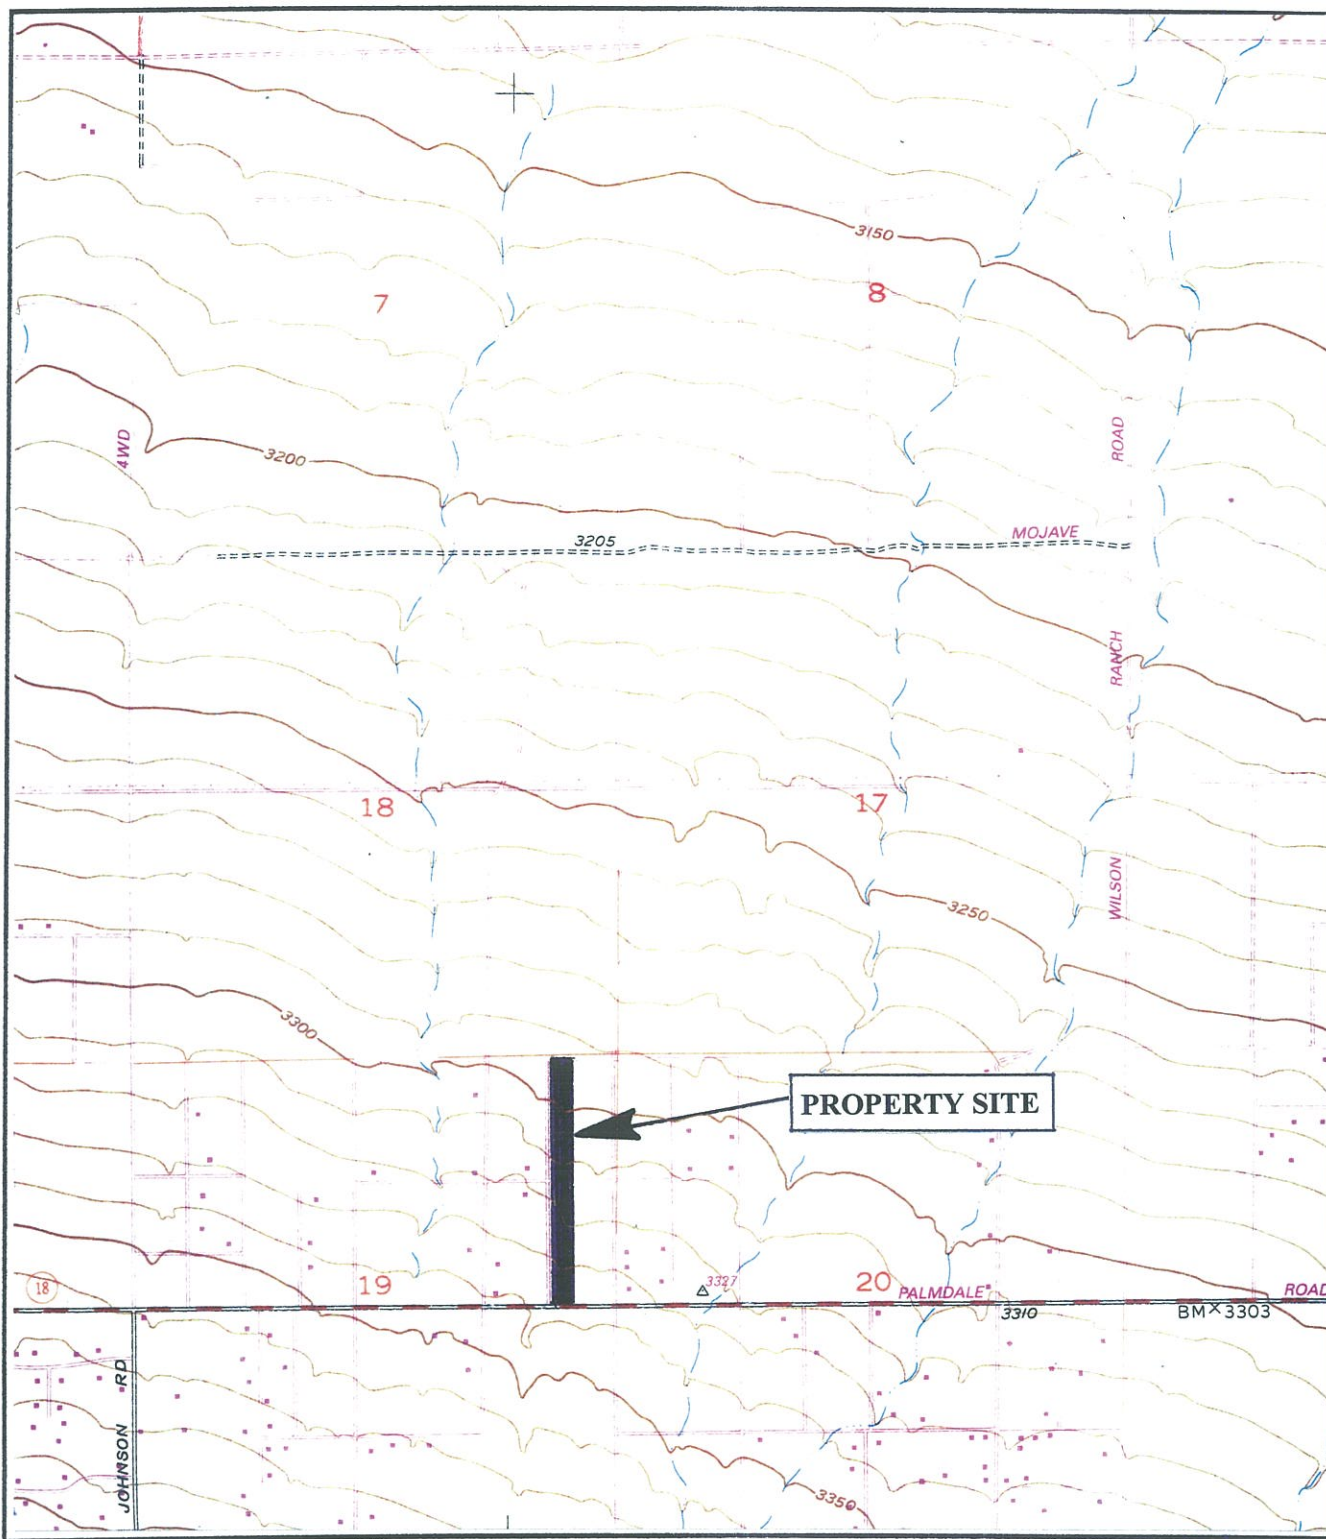 3150
7
8
4WD
3200
ROAD
3205
MOJAVE
RANCH
18
17
WILSON
3250
3300
PROPERTY SITE
3327
18
19
20
PALMDALE
ROAD
3310
BM×3303
JOHNSON RD
3350